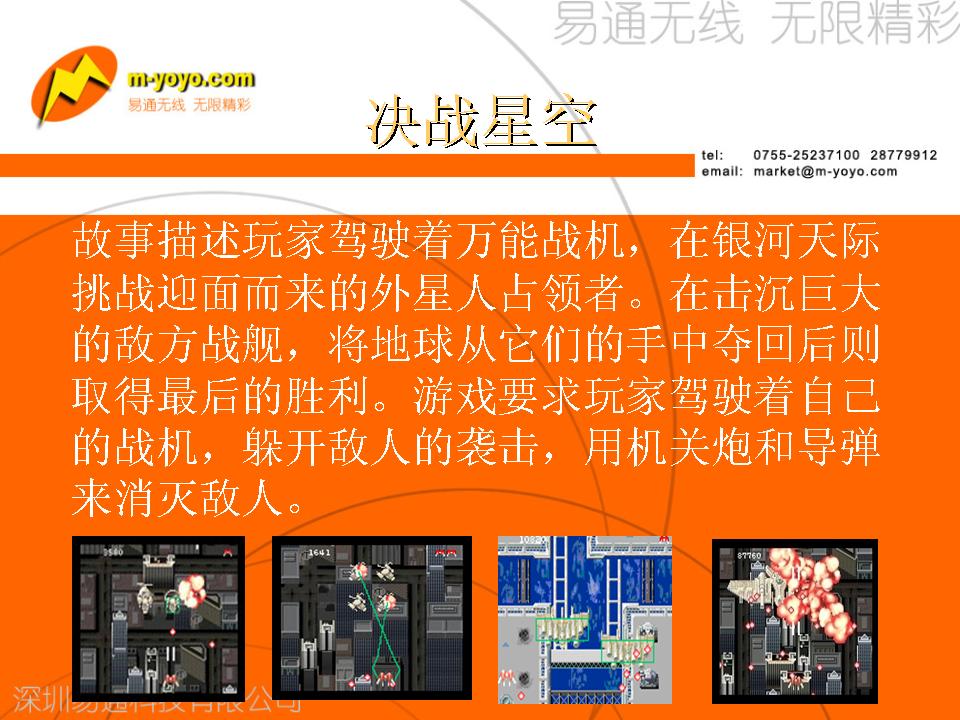 易通无线 无限精彩
m-yoyo.com
易通无线 无限精彩
决战星空
tel: 0755-25237100 28779912
email: market@m-yoyo.com
故事描述玩家驾驶着万能战机，在银河天际
挑战迎面而来的外星人占领者。在击沉巨大
的敌方战舰，将地球从它们的手中夺回后则
取得最后的胜利。游戏要求玩家驾驶着自己
的战机，躲开敌人的袭击，用机关炮和导弹
来消灭敌人。
1641
87760
深圳易通科技有限公司